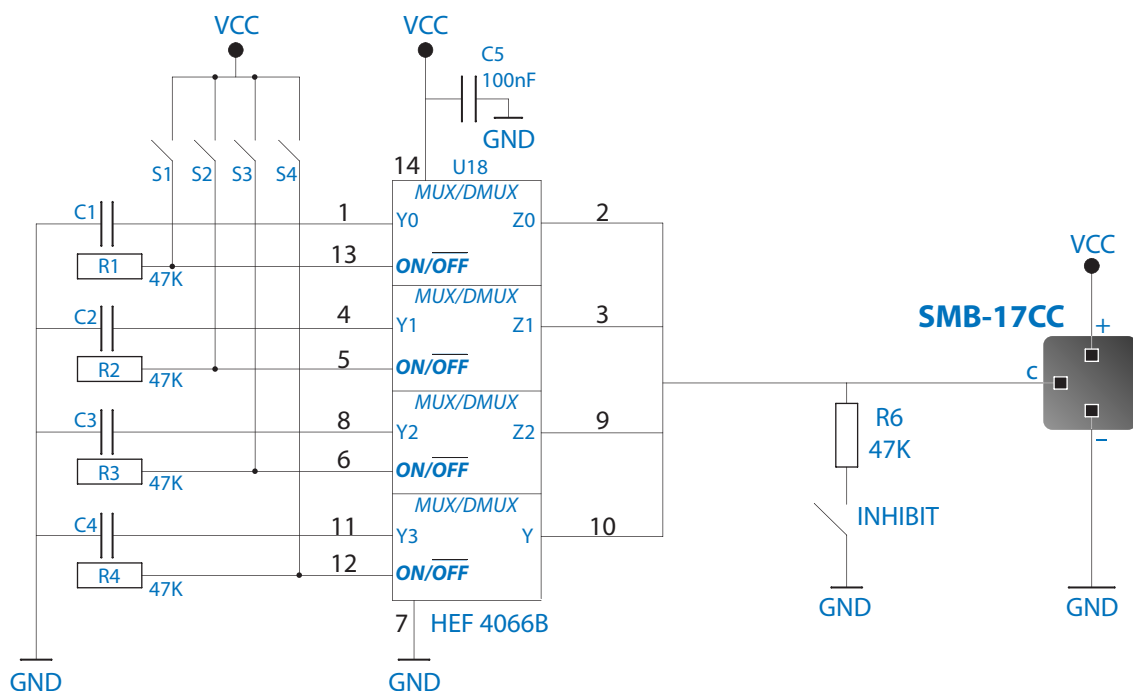 VCC
VCC
C5
100nF
GND
S1 S2 S3 S4
14 U18
MUX/DMUX
C1 1 Y0 Z0 2
R1 47K 13 ON/OFF
MUX/DMUX
C2 4 Y1 Z1 3
R2 47K 5 ON/OFF
MUX/DMUX
C3 8 Y2 Z2 9
R3 47K 6 ON/OFF
MUX/DMUX
C4 11 Y3 Y 10
R4 47K 12 ON/OFF
7 HEF 4066B
GND
GND
VCC
SMB-17CC
+
C
–
R6
47K
INHIBIT
GND
GND